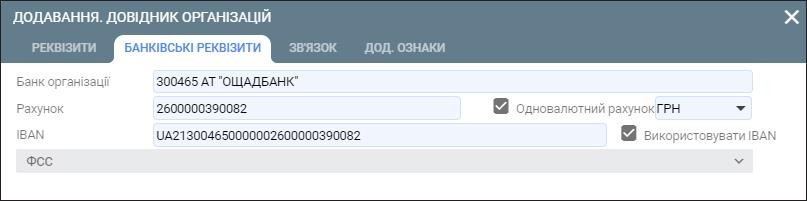 ДОДАВАННЯ. ДОВІДНИК ОРГАНІЗАЦІЙ
РЕКВІЗИТИ БАНКІВСЬКІ РЕКВІЗИТИ ЗВ'ЯЗОК ДОД. ОЗНАКИ
Банк організації 300465 АТ "ОЩАДБАНК"
Рахунок 2600000390082 Одновалютний рахунок ГРН
IBAN UA213004650000002600000390082 Використовувати IBAN
ФСС